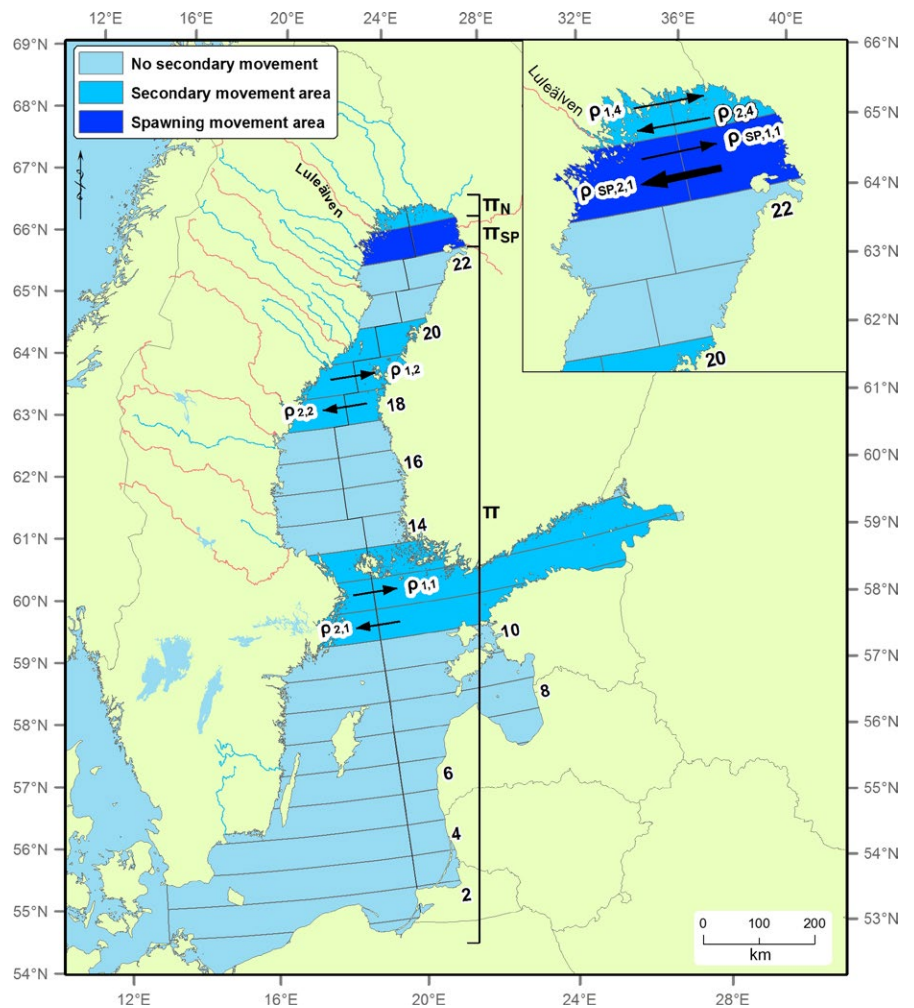 12°E 16°E 20°E 24°E 28°E 32°E 36°E 40°E
69°N
68°N
67°N
66°N
65°N
64°N
63°N
62°N
61°N
60°N
59°N
58°N
57°N
56°N
55°N
54°N
No secondary movement
Secondary movement area
Spawning movement area
Luleälven
πN
πSP
22
20
ρ1,2
ρ2,2
18
16
π
14
ρ1,1
ρ2,1
10
8
6
4
2
Luleälven
ρ1,4
ρ2,4
ρSP,1,1
ρSP,2,1
22
20
66°N
65°N
64°N
63°N
62°N
61°N
60°N
59°N
58°N
57°N
56°N
55°N
54°N
53°N
0 100 200
km
12°E 16°E 20°E 24°E 28°E